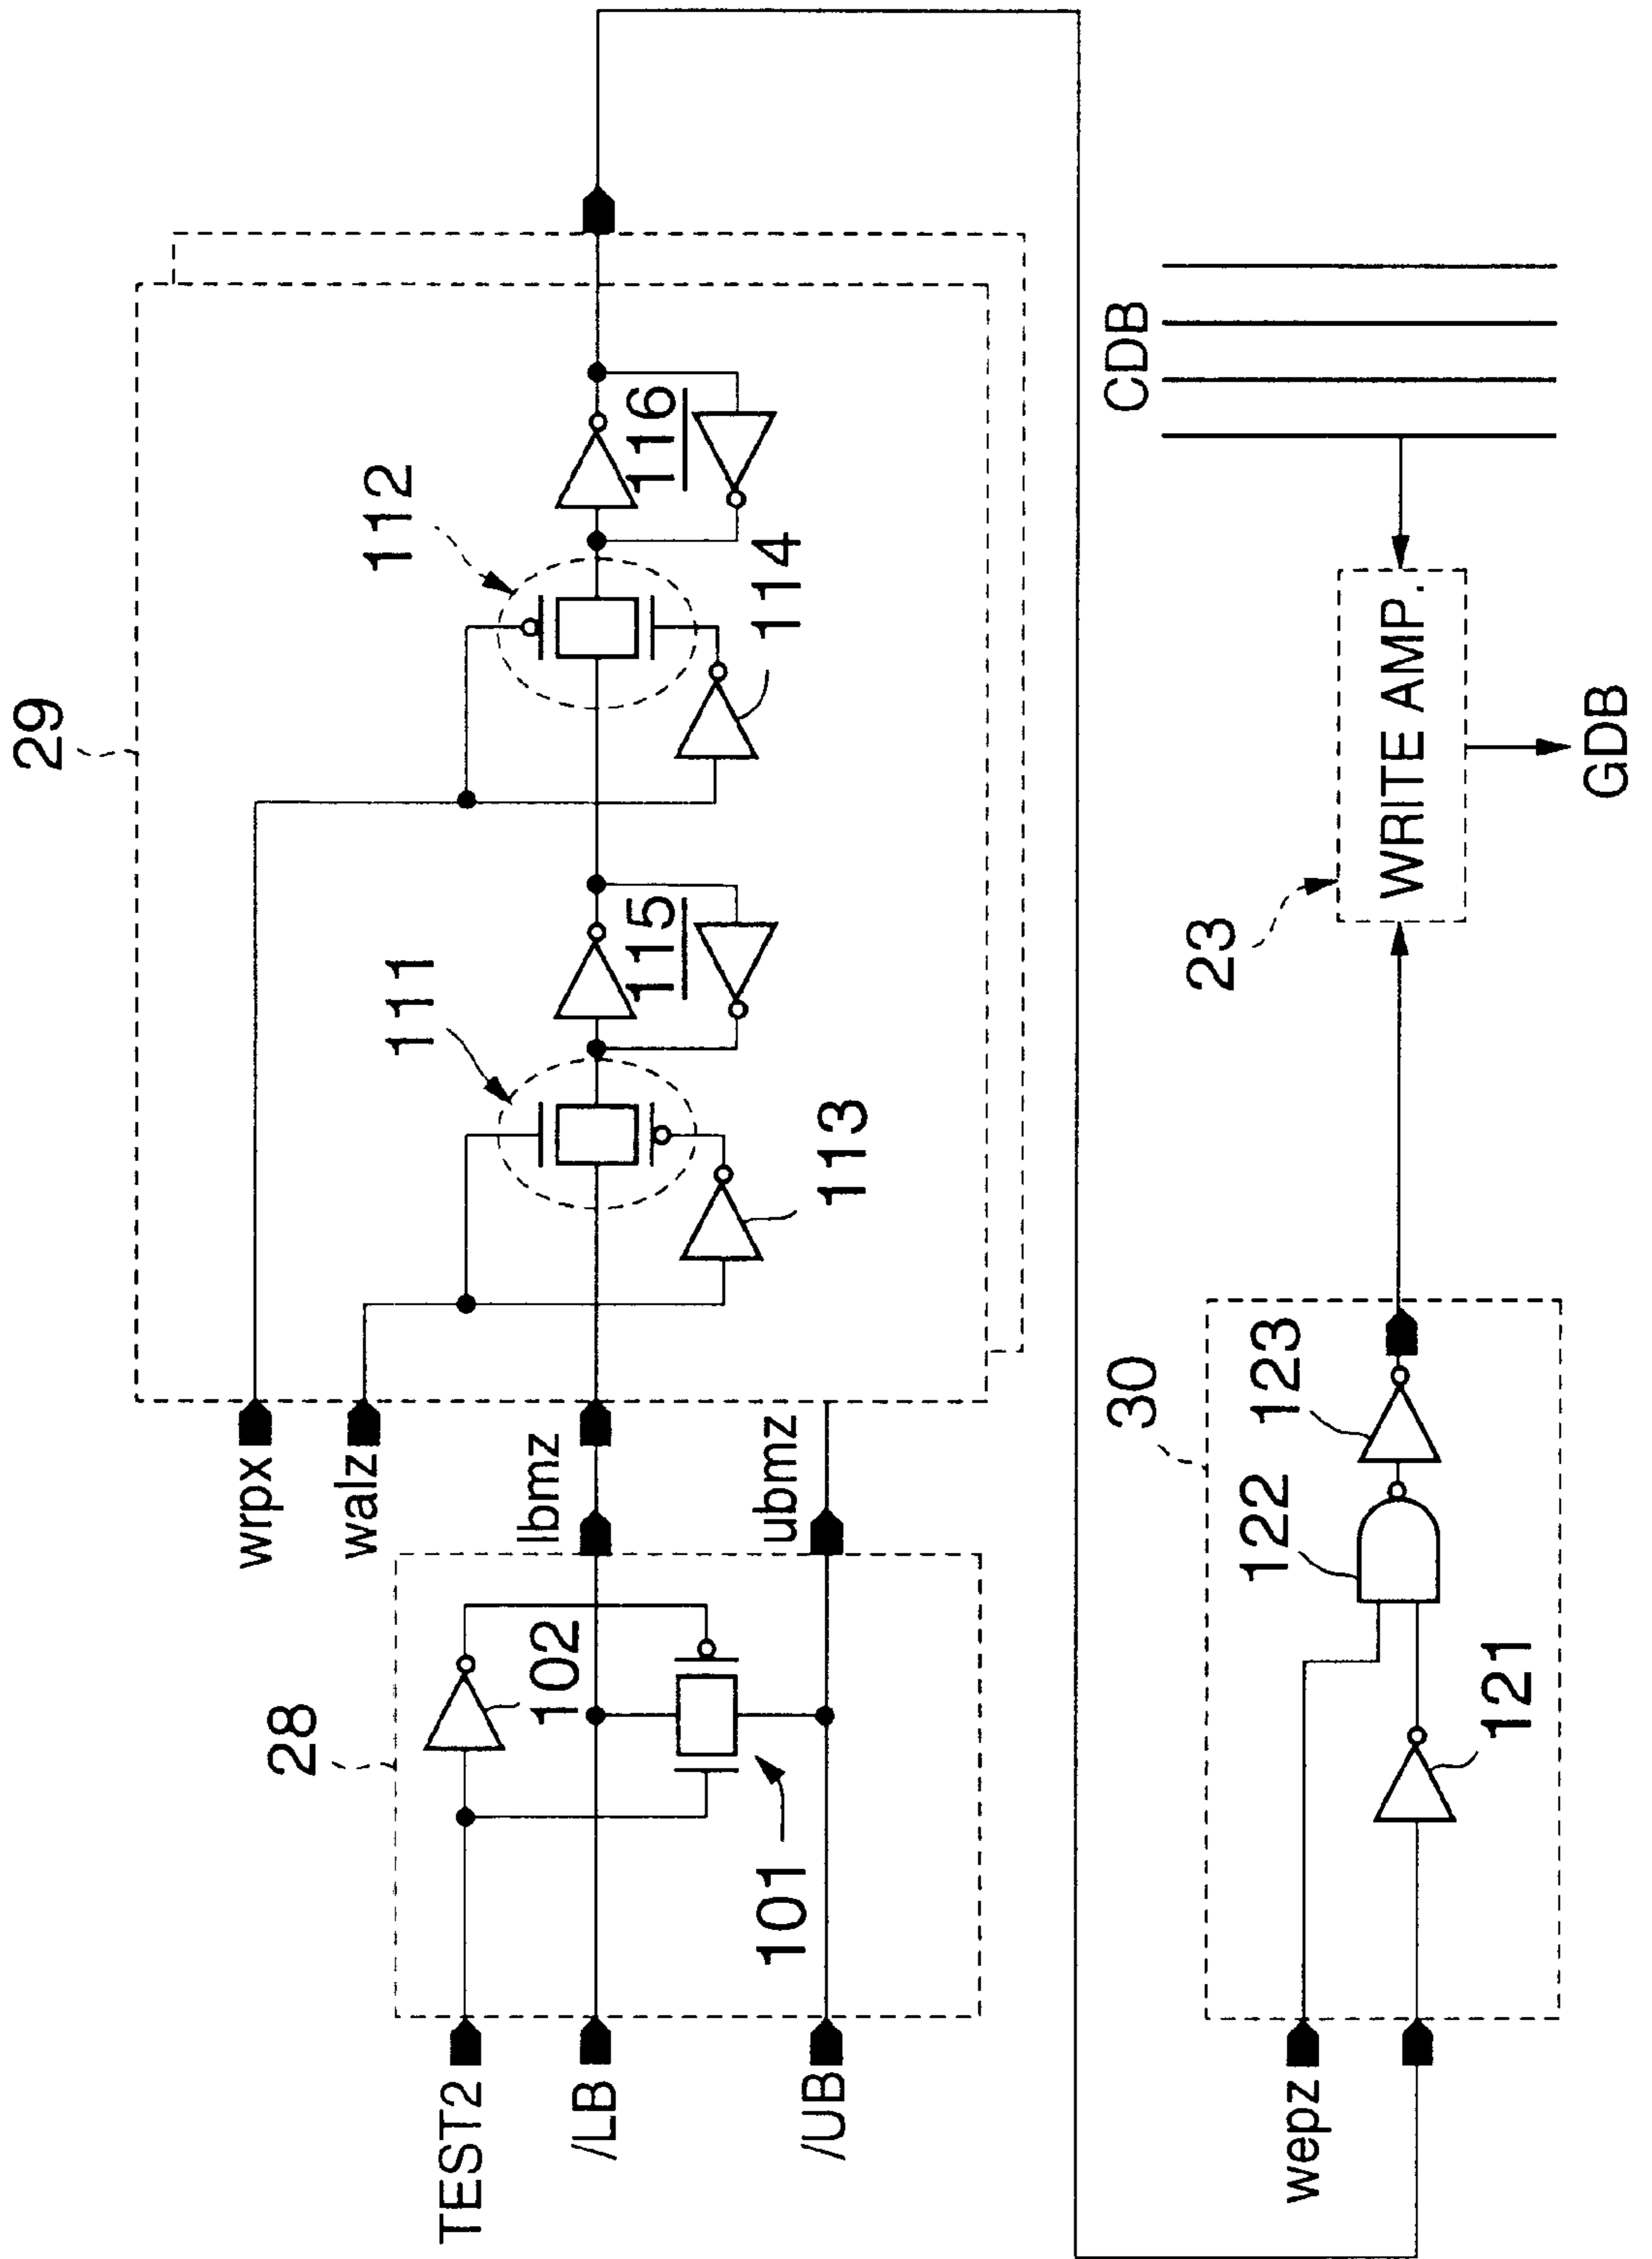 29
112
116
114
111
115
113
wrpx
walz
lbmz
ubmz
28
102
101
TEST2
/LB
/UB
CDB
23
WRITE AMP.
GDB
30
123
122
121
wepz